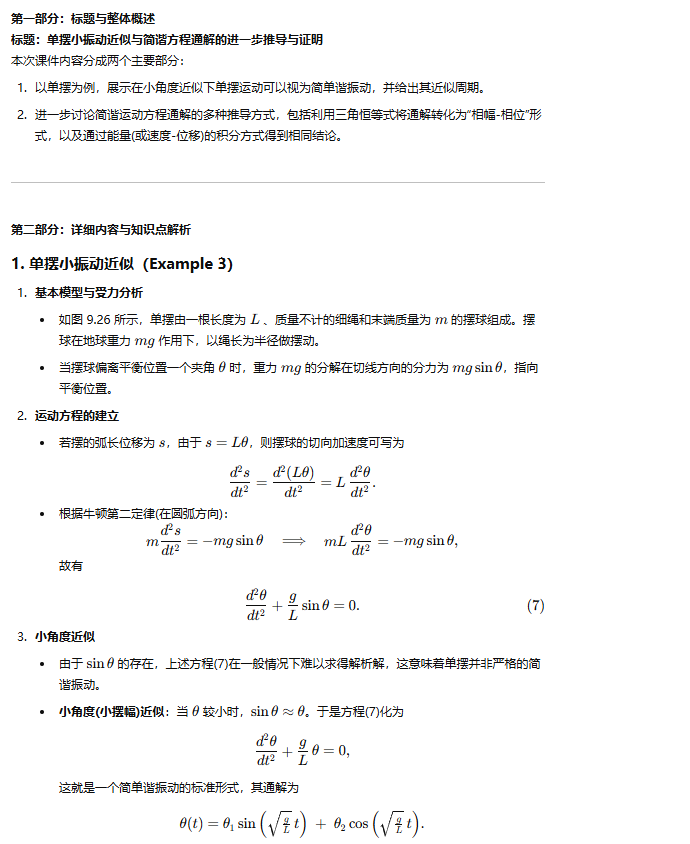 第一部分：标题与整体概述
标题：单摆小振动近似与简谐方程通解的进一步推导与证明
本次课件内容分成两个主要部分：
1. 以单摆为例，展示在小角度近似下单摆运动可以视为简单谐振动，并给出其近似周期。
2. 进一步讨论简谐运动方程通解的多种推导方式，包括利用三角恒等式将通解转化为“相幅-相位”形
式，以及通过能量(或速度-位移)的积分方式得到相同结论。
第二部分：详细内容与知识点解析
1. 单摆小振动近似（Example 3）
1. 基本模型与受力分析
• 如图 9.26 所示，单摆由一根长度为 L、质量不计的细绳和末端质量为 m 的摆球组成。摆
球在地球重力 mg 作用下，以绳长为半径做摆动。
• 当摆球偏离平衡位置一个夹角 θ 时，重力 mg 的分解在切线方向的分力为 mg sin θ，指向
平衡位置。
2. 运动方程的建立
• 若摆的弧长位移为 s，由于 s = Lθ，则摆球的切向加速度可写为
d²s/dt² = d²(Lθ)/dt² = L d²θ/dt².
• 根据牛顿第二定律(在圆弧方向)：
m d²s/dt² = −mg sin θ ⟹ mL d²θ/dt² = −mg sin θ,
故有
d²θ/dt² + g/L sin θ = 0. (7)
3. 小角度近似
• 由于 sin θ 的存在，上述方程(7)在一般情况下难以求得解析解，这意味着单摆并非严格的简
谐振动。
• 小角度(小摆幅)近似：当 θ 较小时，sin θ ≈ θ。于是方程(7)化为
d²θ/dt² + g/L θ = 0,
这就是一个简单谐振动的标准形式，其通解为
θ(t) = θ₁ sin(√(g/L) t) + θ₂ cos(√(g/L) t).